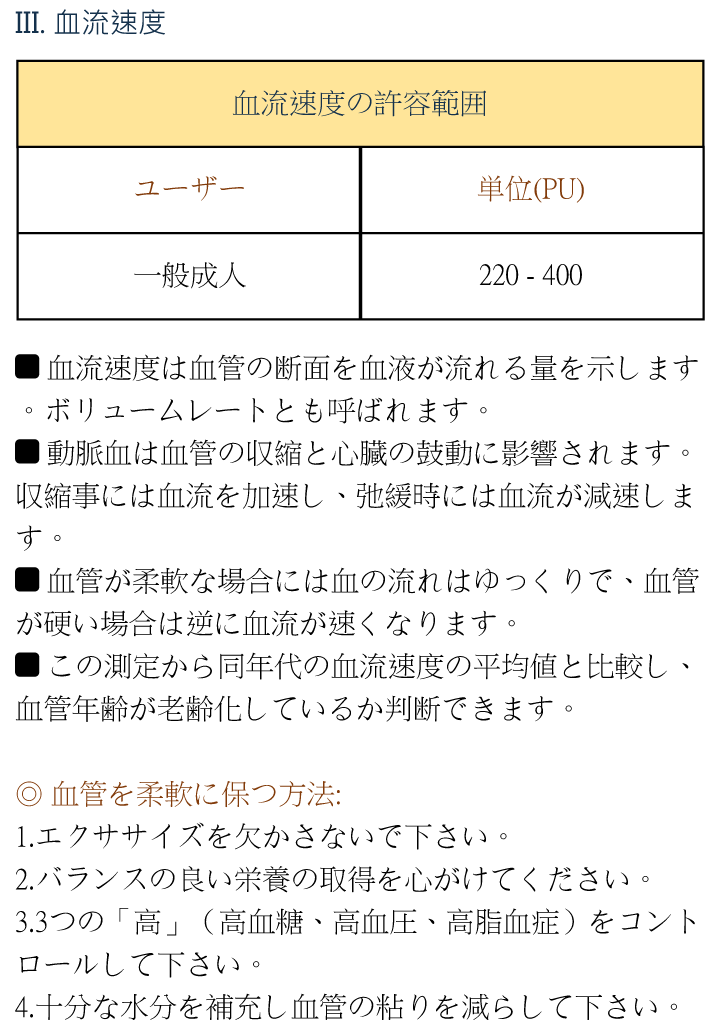 III. 血流速度
血流速度の許容範囲
ユーザー
単位(PU)
一般成人
220 - 400
■ 血流速度は血管の断面を血液が流れる量を示します
。ボリュームレートとも呼ばれます。
■ 動脈血は血管の収縮と心臓の鼓動に影響されます。
収縮事には血流を加速し、弛緩時には血流が減速しま
す。
■ 血管が柔軟な場合には血の流れはゆっくりで、血管
が硬い場合は逆に血流が速くなります。
■ この測定から同年代の血流速度の平均値と比較し、
血管年齢が老齢化しているか判断できます。
◎ 血管を柔軟に保つ方法:
1.エクササイズを欠かさないで下さい。
2.バランスの良い栄養の取得を心がけてください。
3.3つの「高」（高血糖、高血圧、高脂血症）をコント
ロールして下さい。
4.十分な水分を補充し血管の粘りを減らして下さい。